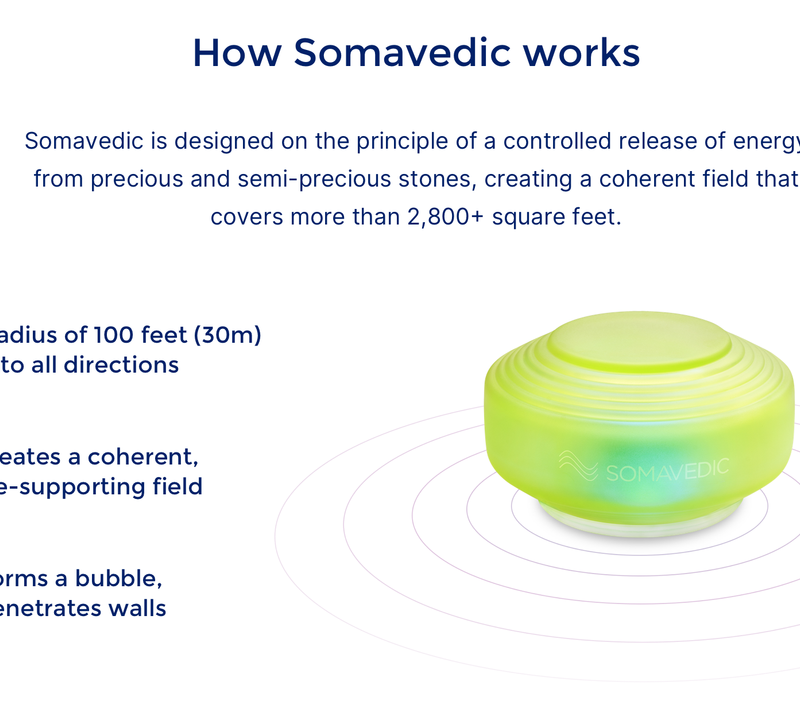 How Somavedic works
Somavedic is designed on the principle of a controlled release of energy
from precious and semi-precious stones, creating a coherent field that
covers more than 2,800+ square feet.
adius of 100 feet (30m)
to all directions
eates a coherent,
e-supporting field
orms a bubble,
enetrates walls
SOMAVEDIC